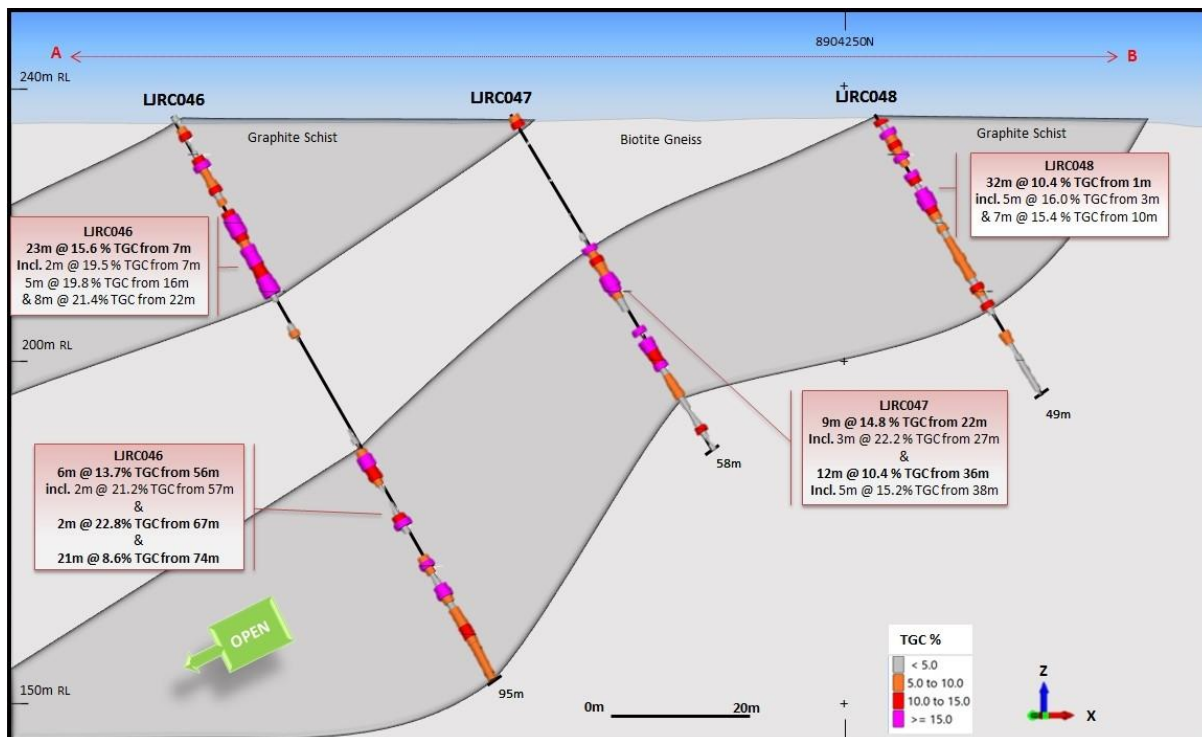 8904250N
A
B
240m RL
LJRC046
LJRC047
LJRC048
Graphite Schist
Biotite Gneiss
Graphite Schist
LJRC048
32m @ 10.4 % TGC from 1m
incl. 5m @ 16.0 % TGC from 3m
& 7m @ 15.4 % TGC from 10m
LJRC046
23m @ 15.6 % TGC from 7m
Incl. 2m @ 19.5 % TGC from 7m
5m @ 19.8 % TGC from 16m
& 8m @ 21.4% TGC from 22m
200m RL
LJRC047
9m @ 14.8 % TGC from 22m
Incl. 3m @ 22.2% TGC from 27m
&
12m @ 10.4 % TGC from 36m
Incl. 5m @ 15.2% TGC from 38m
49m
58m
LJRC046
6m @ 13.7% TGC from 56m
incl. 2m @ 21.2% TGC from 57m
&
2m @ 22.8% TGC from 67m
&
21m @ 8.6% TGC from 74m
OPEN
95m
150m RL
0m
20m
TGC %
< 5.0
5.0 to 10.0
10.0 to 15.0
>= 15.0
Z
X